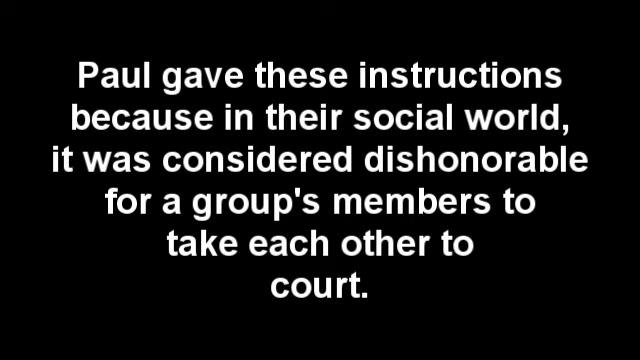 Paul gave these instructions
because in their social world,
it was considered dishonorable
for a group's members to
take each other to
court.